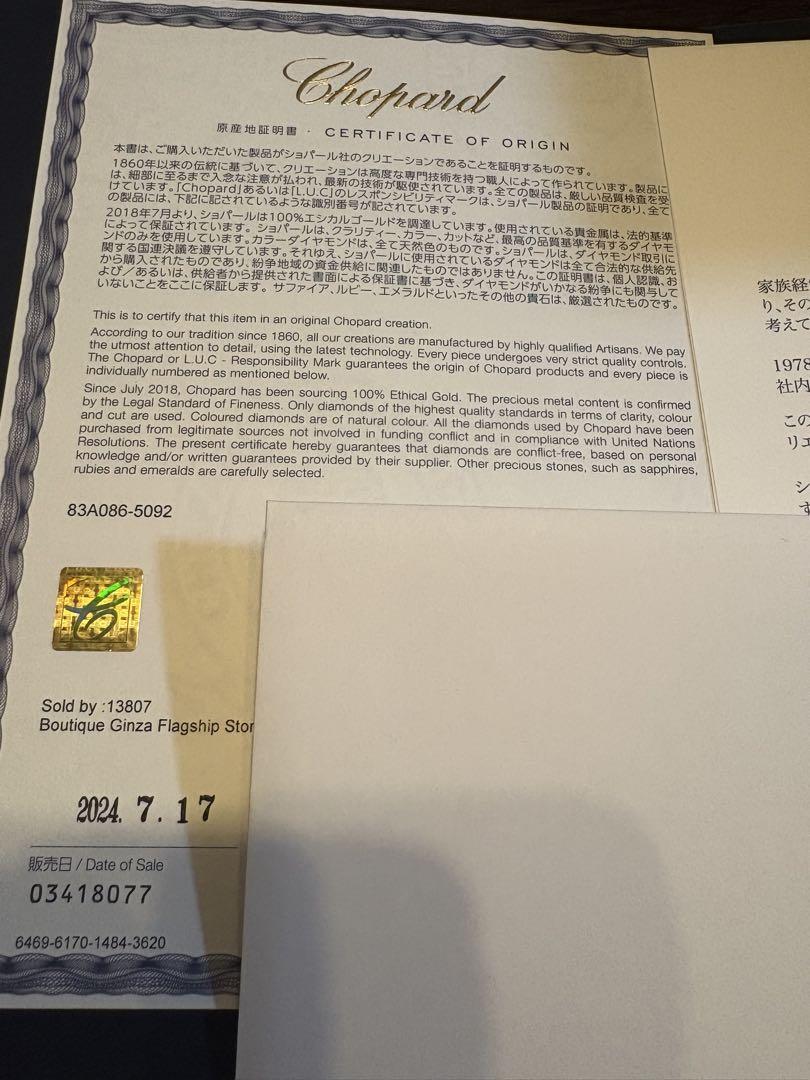 Chopard
原産地証明書 · CERTIFICATE OF ORIGIN
本書は、ご購入いただいた製品がショパール社のクリエーションであることを証明するものです。
1860年以来の伝統に基づいて、クリエーションは高度な専門技術を持つ職人によって作られています。製品に
は、細部に至るまで入念な注意が払われ、最新の技術が駆使されています。全ての製品は、厳しい品質検査を受
けています。「Chopard」あるいは「L.U.C」のレスポンシビリティマークは、ショパール製品の証明であり、全て
の製品には、下記に記されているような識別番号が記されています。
2018年7月より、ショパールは100%エシカルゴールドを調達しています。使用されている貴金属は、法的基準
によって保証されています。ショパールは、クラリティー、カラー、カットなど、最高の品質基準を有するダイヤモ
ンドのみを使用しています。カラーダイヤモンドは、全て天然色のものです。ショパールは、ダイヤモンド取引に
関する国連決議を遵守しています。それゆえ、ショパールに使用されているダイヤモンドは全て合法的な供給先
から購入されたものであり、紛争地域の資金供給に関連したものではありません。この証明書は、個人認識、お
よび/あるいは、供給者から提供された書面による保証書に基づき、ダイヤモンドがいかなる紛争にも関与して
いないことをここに保証します。サファイア、ルビー、エメラルドといったその他の貴石は、厳選されたものです。
This is to certify that this item in an original Chopard creation.
According to our tradition since 1860, all our creations are manufactured by highly qualified Artisans. We pay
the utmost attention to detail, using the latest technology. Every piece undergoes very strict quality controls.
The Chopard or L.U.C - Responsibility Mark guarantees the origin of Chopard products and every piece is
individually numbered as mentioned below.
Since July 2018, Chopard has been sourcing 100% Ethical Gold. The precious metal content is confirmed
by the Legal Standard of Fineness. Only diamonds of the highest quality standards in terms of clarity, colour
and cut are used. Coloured diamonds are of natural colour. All the diamonds used by Chopard have been
purchased from legitimate sources not involved in funding conflict and in compliance with United Nations
Resolutions. The present certificate hereby guarantees that diamonds are conflict-free, based on personal
knowledge and/or written guarantees provided by their supplier. Other precious stones, such as sapphires,
rubies and emeralds are carefully selected.
83A086-5092
Sold by :13807
Boutique Ginza Flagship Stor
2024. 7. 17
販売日 / Date of Sale
03418077
6469-6170-1484-3620
家族経
り、その
考えて
1978
社内
この
リエ
シ
す